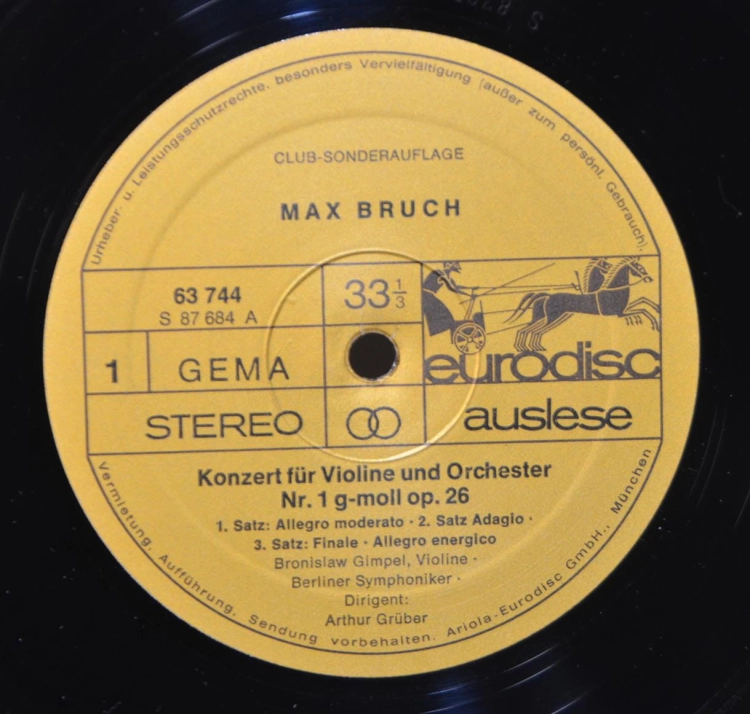 Urheber- u. Leistungsschutzrechte, besonders Vervielfältigung (außer zum persönl. Gebrauch),
CLUB-SONDERAUFLAGE
MAX BRUCH
63 744
S 87 684 A
33 1/3
1
GEMA
eurodisc
STEREO
auslese
Konzert für Violine und Orchester
Nr. 1 g-moll op. 26
1. Satz: Allegro moderato · 2. Satz Adagio ·
3. Satz: Finale · Allegro energico
Bronislaw Gimpel, Violine ·
Berliner Symphoniker ·
Dirigent:
Arthur Grüber
Vermietung, Aufführung, Sendung vorbehalten. Ariola-Eurodisc GmbH., München